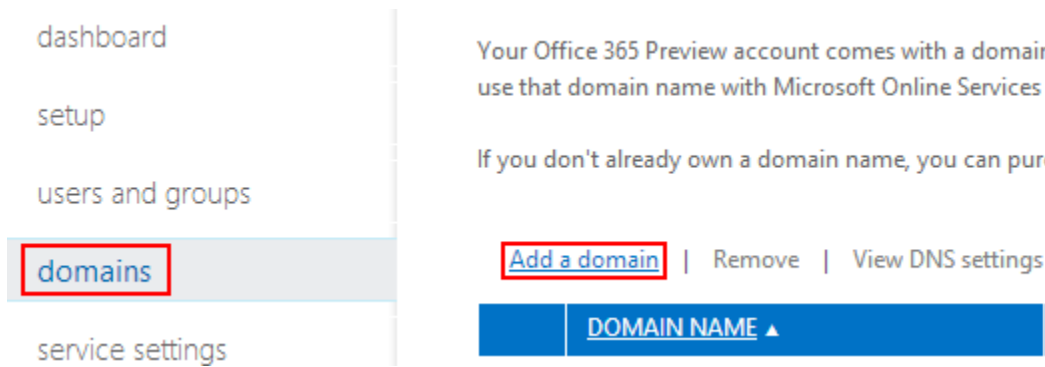 dashboard
setup
users and groups
domains
service settings
Your Office 365 Preview account comes with a domain
use that domain name with Microsoft Online Services
If you don't already own a domain name, you can pur
Add a domain | Remove | View DNS settings
DOMAIN NAME ▲